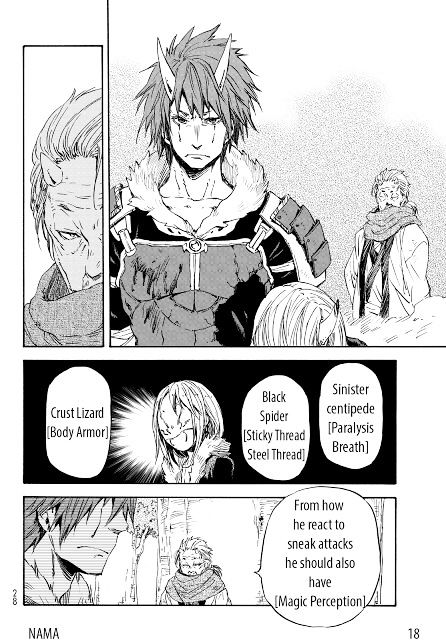 Sinister
centipede
[Paralysis
Breath]
Black
Spider
[Sticky Thread
Steel Thread]
Crust Lizard
[Body Armor]
From how
he react to
sneak attacks
he should also
have
[Magic Perception]
28
NAMA
18